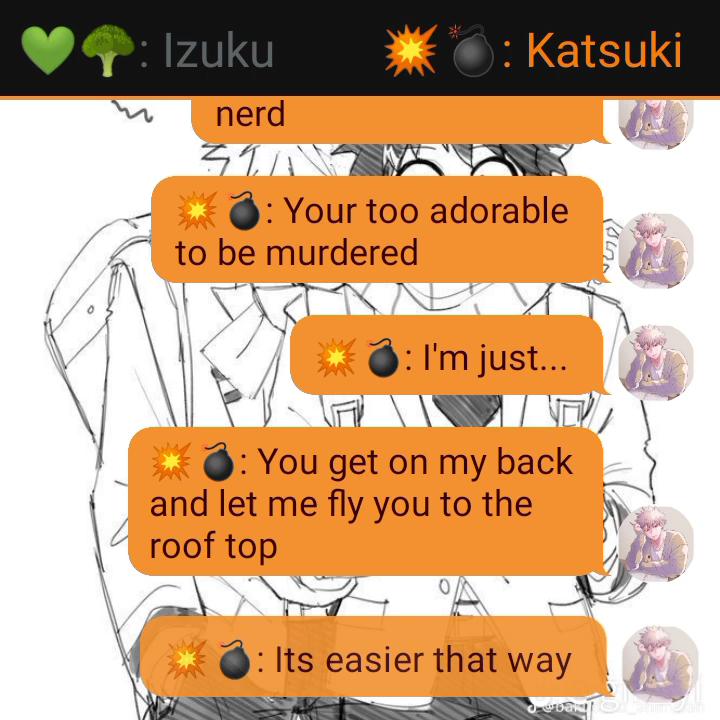 💚🥦: Izuku 💥💣: Katsuki
nerd
💥💣: Your too adorable
to be murdered
💥💣: I'm just...
💥💣: You get on my back
and let me fly you to the
roof top
💥💣: Its easier that way